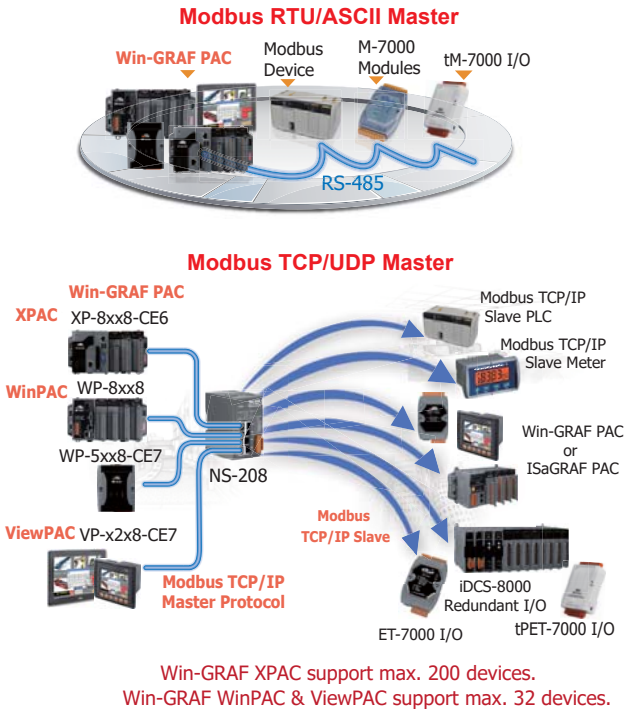 Modbus RTU/ASCII Master
Win-GRAF PAC
Modbus
Device
M-7000
Modules
tM-7000 I/O
RS-485
Modbus TCP/UDP Master
Win-GRAF PAC
XPAC XP-8xx8-CE6
WinPAC WP-8xx8
WP-5xx8-CE7
ViewPAC VP-x2x8-CE7
NS-208
Modbus TCP/IP
Master Protocol
Modbus
TCP/IP Slave
Modbus TCP/IP
Slave PLC
Modbus TCP/IP
Slave Meter
Win-GRAF PAC
or
ISaGRAF PAC
iDCS-8000
Redundant I/O
ET-7000 I/O
tPET-7000 I/O
Win-GRAF XPAC support max. 200 devices.
Win-GRAF WinPAC & ViewPAC support max. 32 devices.